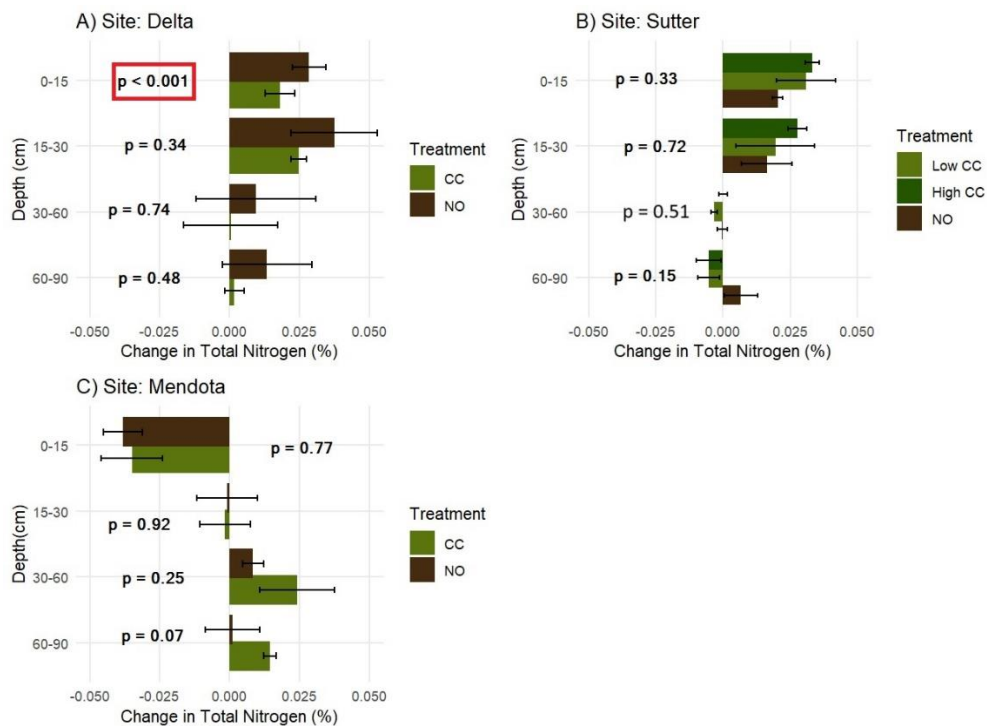 A) Site: Delta
Depth (cm)
0-15
15-30
30-60
60-90
p < 0.001
p = 0.34
p = 0.74
p = 0.48
-0.050 -0.025 0.000 0.025 0.050
Change in Total Nitrogen (%)
Treatment
CC
NO
B) Site: Sutter
Depth (cm)
0-15
15-30
30-60
60-90
p = 0.33
p = 0.72
p = 0.51
p = 0.15
-0.050 -0.025 0.000 0.025 0.050
Change in Total Nitrogen (%)
Treatment
Low CC
High CC
NO
C) Site: Mendota
Depth(cm)
0-15
15-30
30-60
60-90
p = 0.77
p = 0.92
p = 0.25
p = 0.07
-0.050 -0.025 0.000 0.025 0.050
Change in Total Nitrogen (%)
Treatment
CC
NO